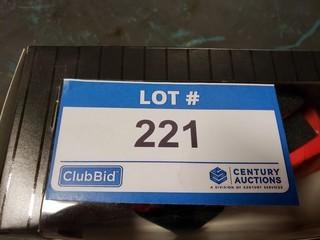 LOT #
221
ClubBid
CENTURY
AUCTIONS
A DIVISION OF CENTURY SERVICES